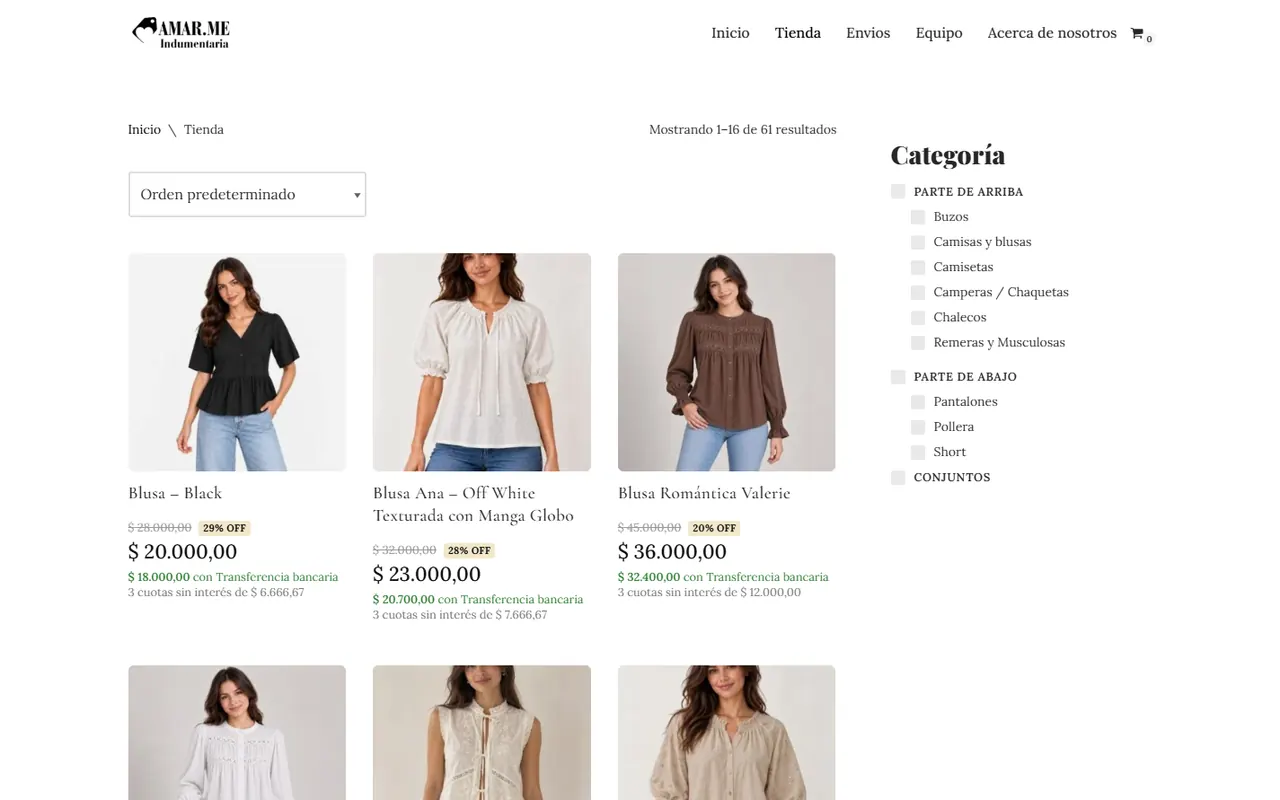 AMAR.ME
Indumentaria
Inicio
Tienda
Envios
Equipo
Acerca de nosotros
0
Inicio \ Tienda
Mostrando 1–16 de 61 resultados
Orden predeterminado
Blusa – Black
$ 28.000,00 29% OFF
$ 20.000,00
$ 18.000,00 con Transferencia bancaria
3 cuotas sin interés de $ 6.666,67
Blusa Ana – Off White
Texturada con Manga Globo
$ 32.000,00 28% OFF
$ 23.000,00
$ 20.700,00 con Transferencia bancaria
3 cuotas sin interés de $ 7.666,67
Blusa Romántica Valerie
$ 45.000,00 20% OFF
$ 36.000,00
$ 32.400,00 con Transferencia bancaria
3 cuotas sin interés de $ 12.000,00
Categoría
PARTE DE ARRIBA
Buzos
Camisas y blusas
Camisetas
Camperas / Chaquetas
Chalecos
Remeras y Musculosas
PARTE DE ABAJO
Pantalones
Pollera
Short
CONJUNTOS